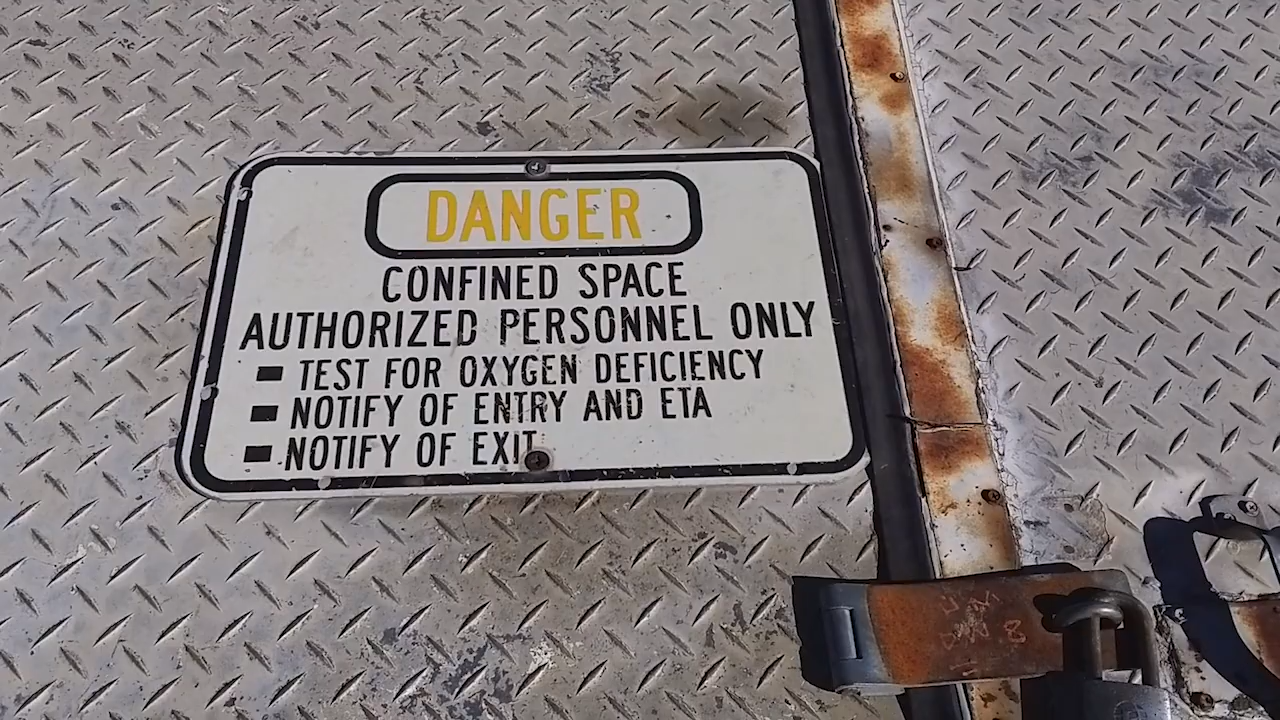 DANGER
CONFINED SPACE
AUTHORIZED PERSONNEL ONLY
- TEST FOR OXYGEN DEFICIENCY
- NOTIFY OF ENTRY AND ETA
- NOTIFY OF EXIT